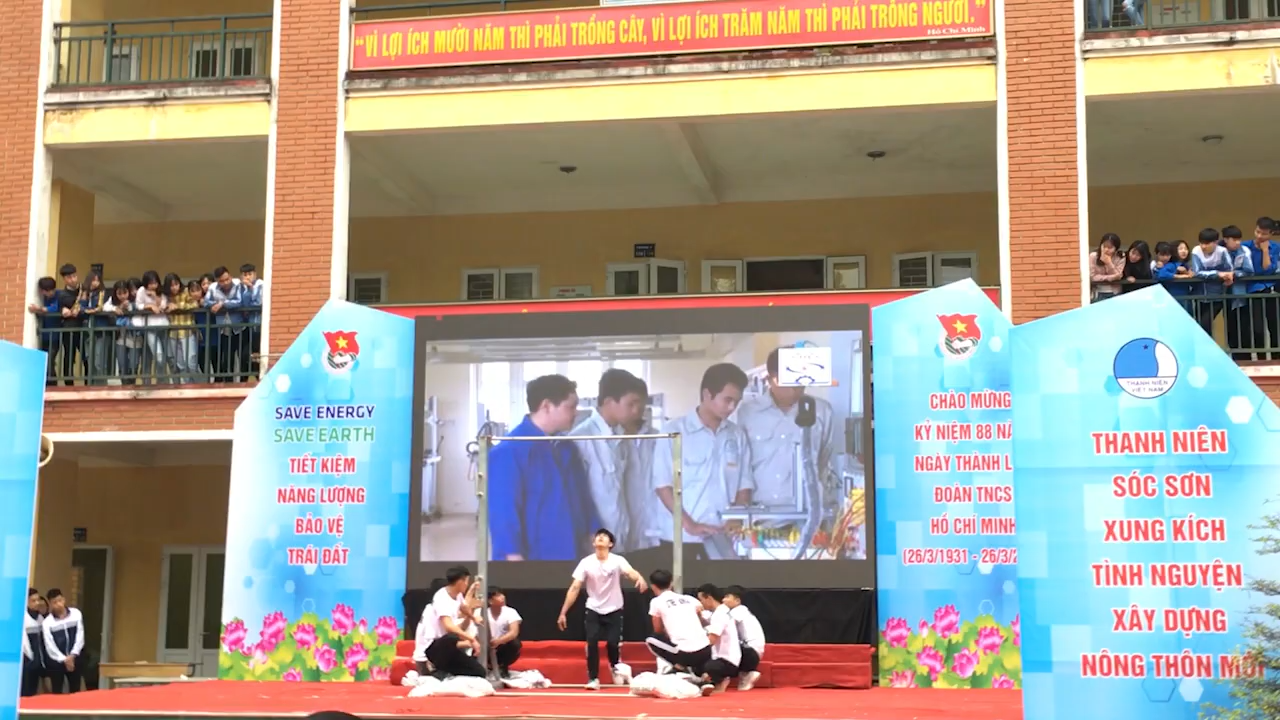 “VÌ LỢI ÍCH MƯỜI NĂM THÌ PHẢI TRỒNG CÂY, VÌ LỢI ÍCH TRĂM NĂM THÌ PHẢI TRỒNG NGƯỜI.”
Hồ Chí Minh
SAVE ENERGY
SAVE EARTH
TIẾT KIỆM
NĂNG LƯỢNG
BẢO VỆ
TRÁI ĐẤT
CHÀO MỪNG
KỶ NIỆM 88 NĂ
NGÀY THÀNH L
ĐOÀN TNCS
HỒ CHÍ MINH
(26/3/1931 - 26/3/2
THANH NIÊN
VIỆT NAM
THANH NIÊN
SÓC SƠN
XUNG KÍCH
TÌNH NGUYỆN
XÂY DỰNG
NÔNG THÔN MỚI